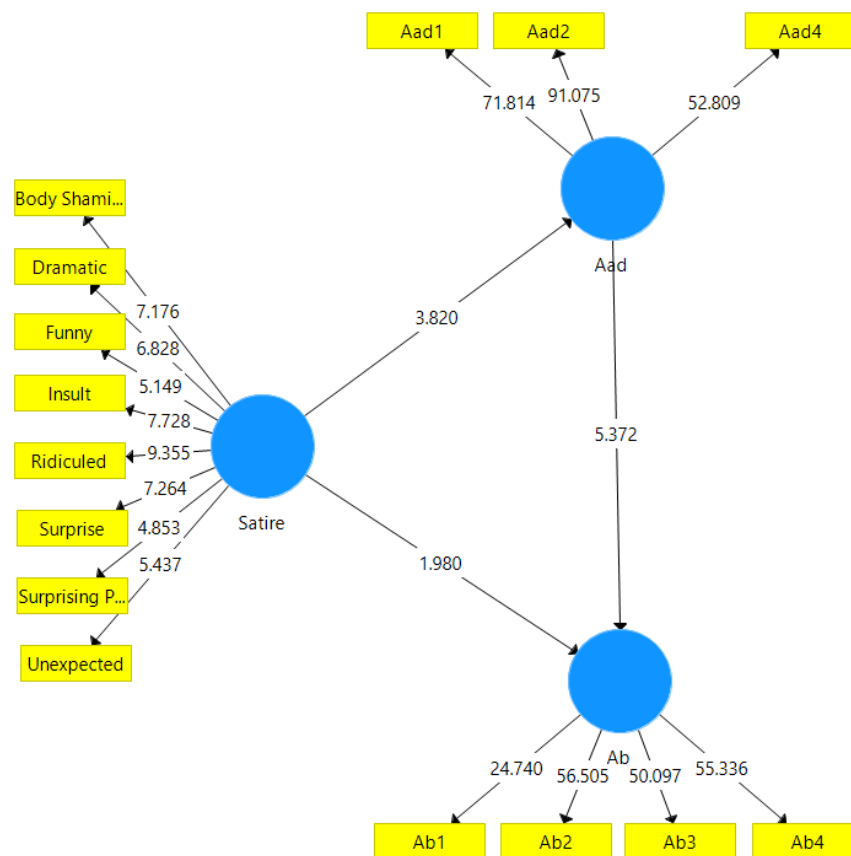 Aad1
Aad2
Aad4
71.814
91.075
52.809
Aad
Body Shami...
Dramatic
Funny
Insult
Ridiculed
Surprise
Surprising P...
Unexpected
7.176
6.828
5.149
7.728
9.355
7.264
4.853
5.437
Satire
3.820
5.372
1.980
Ab
24.740
56.505
50.097
55.336
Ab1
Ab2
Ab3
Ab4